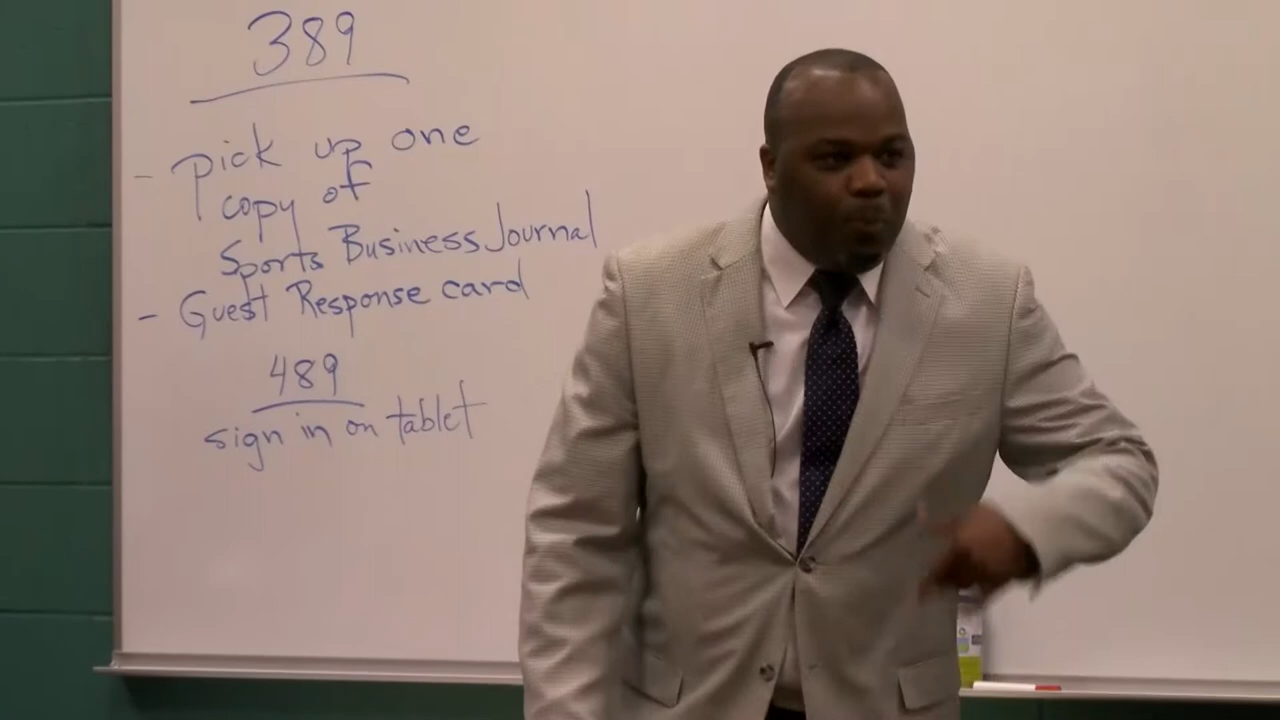 389
- pick up one
copy of
Sports Business Journal
- Guest Response card
489
sign in on tablet